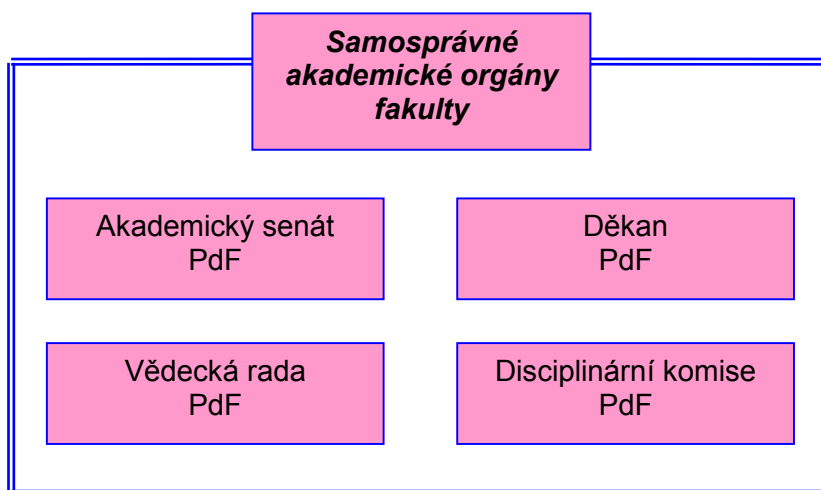 Samosprávné
akademické orgány
fakulty
Akademický senát
PdF
Děkan
PdF
Vědecká rada
PdF
Disciplinární komise
PdF